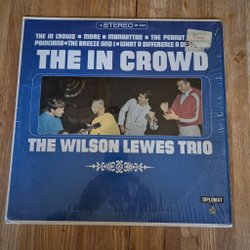 STEREO
THE IN CROWD ★ MORE ★ MANHATTAN ★ THE PEANUT
POINCIANA ★ THE BREEZE AND I ★ WHAT A DIFFERENCE A DAY MADE
THE IN CROWD
THE WILSON LEWES TRIO
DIPLOMAT